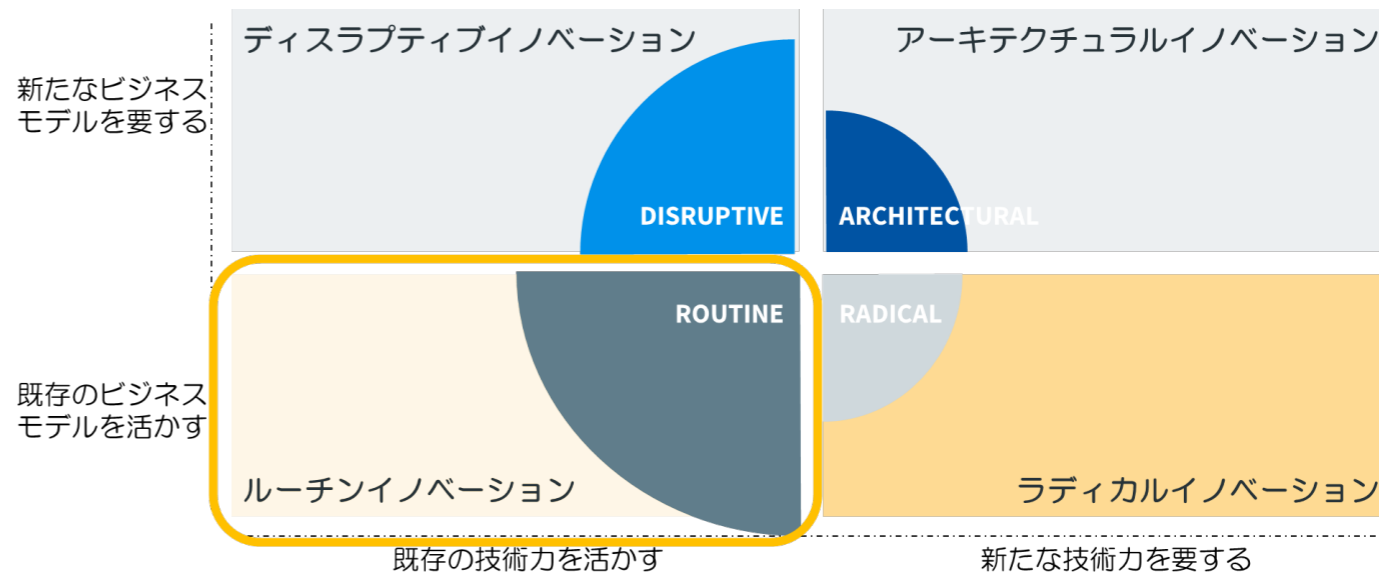 ディスラプティブイノベーション
アーキテクチュラルイノベーション
新たなビジネス
モデルを要する
DISRUPTIVE
ARCHITECTURAL
ROUTINE
RADICAL
既存のビジネス
モデルを活かす
ルーチンイノベーション
ラディカルイノベーション
既存の技術力を活かす
新たな技術力を要する